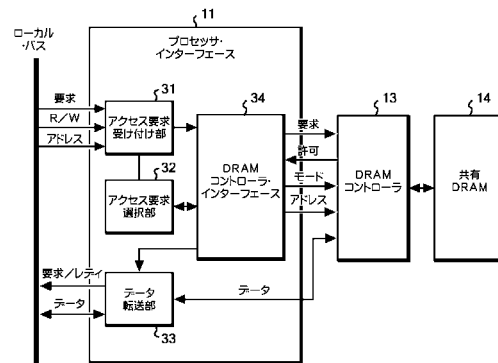 11
ローカル
・バス
プロセッサ・
インターフェース
31
34
13
14
要求
R/W
アドレス
アクセス要求
受け付け部
32
アクセス要求
選択部
DRAM
コントローラ・
インターフェース
要求
許可
モード
アドレス
DRAM
コントローラ
共有
DRAM
要求/レディ
データ
データ
転送部
33
データ